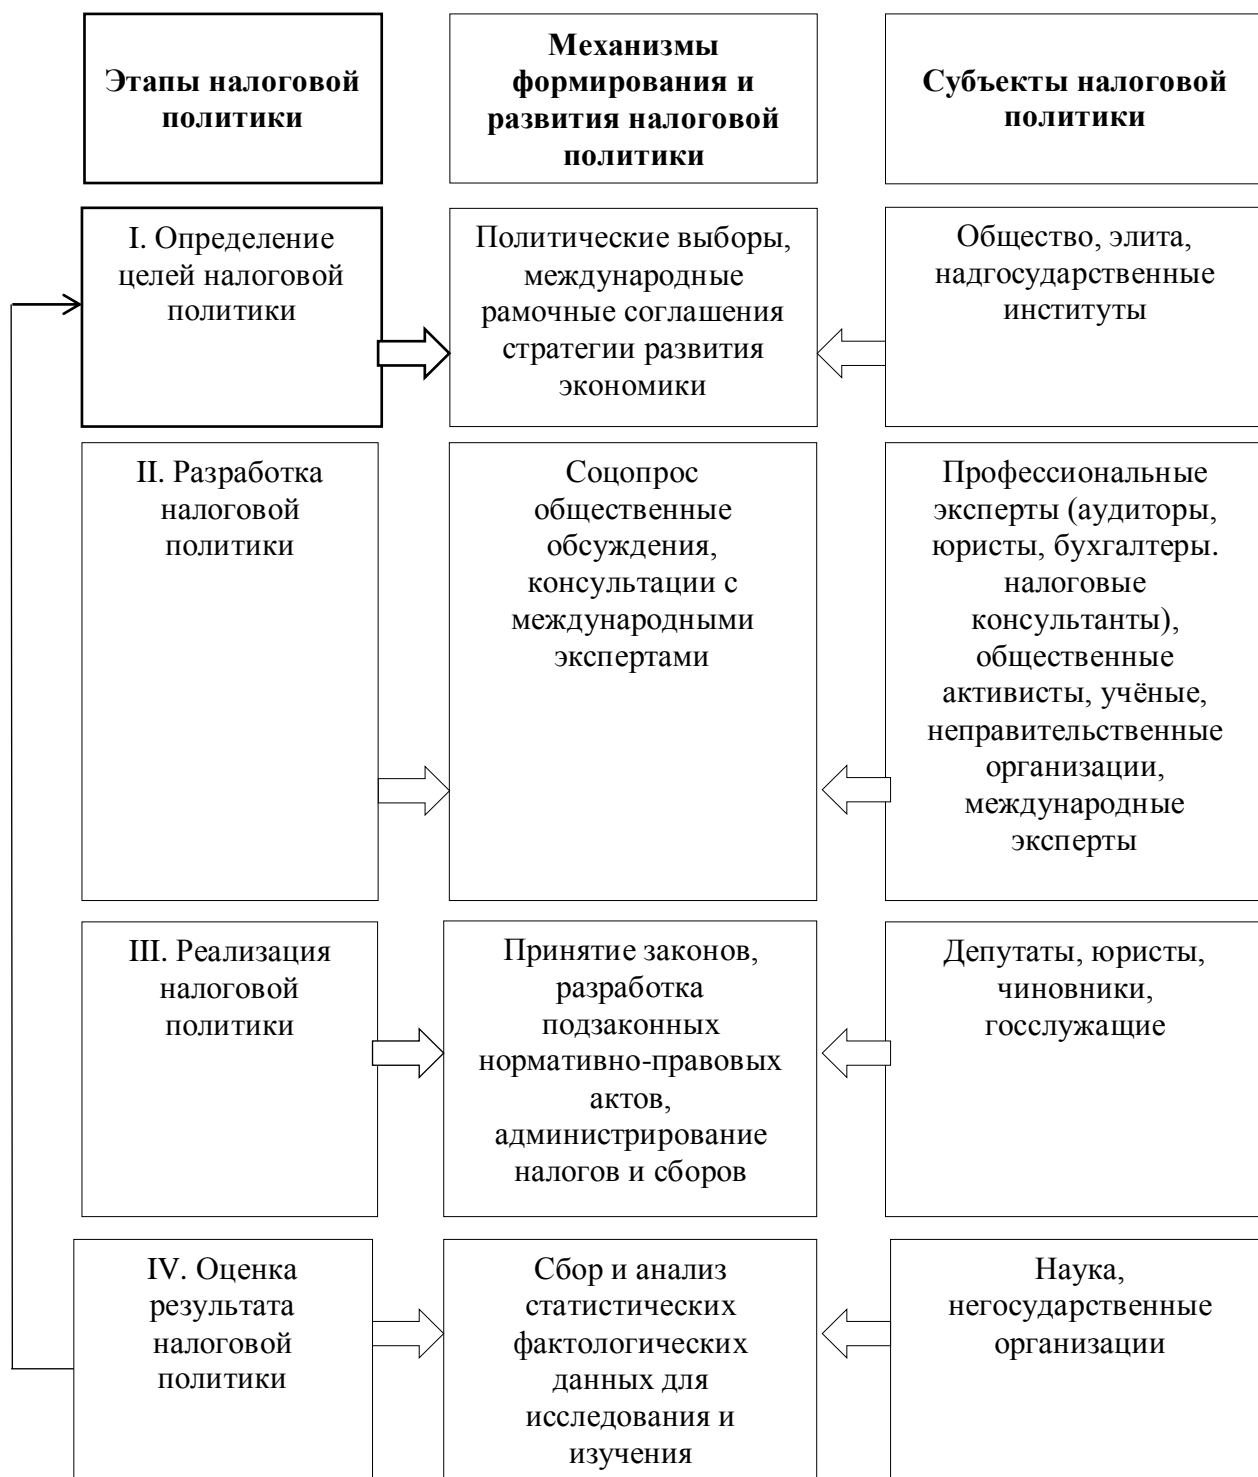 Этапы налоговой
политики
Механизмы
формирования и
развития налоговой
политики
Субъекты налоговой
политики
I. Определение
целей налоговой
политики
Политические выборы,
международные
рамочные соглашения
стратегии развития
экономики
Общество, элита,
надгосударственные
институты
II. Разработка
налоговой
политики
Соцопрос
общественные
обсуждения,
консультации с
международными
экспертами
Профессиональные
эксперты (аудиторы,
юристы, бухгалтеры.
налоговые
консультанты),
общественные
активисты, учёные,
неправительственные
организации,
международные
эксперты
III. Реализация
налоговой
политики
Принятие законов,
разработка
подзаконных
нормативно-правовых
актов,
администрирование
налогов и сборов
Депутаты, юристы,
чиновники,
госслужащие
IV. Оценка
результата
налоговой
политики
Сбор и анализ
статистических
фактологических
данных для
исследования и
изучения
Наука,
негосударственные
организации